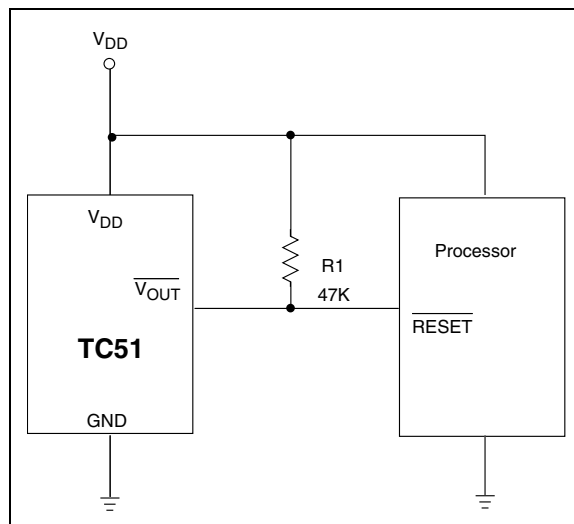 VDD
VDD
VOUT
TC51
GND
R1
47K
Processor
RESET